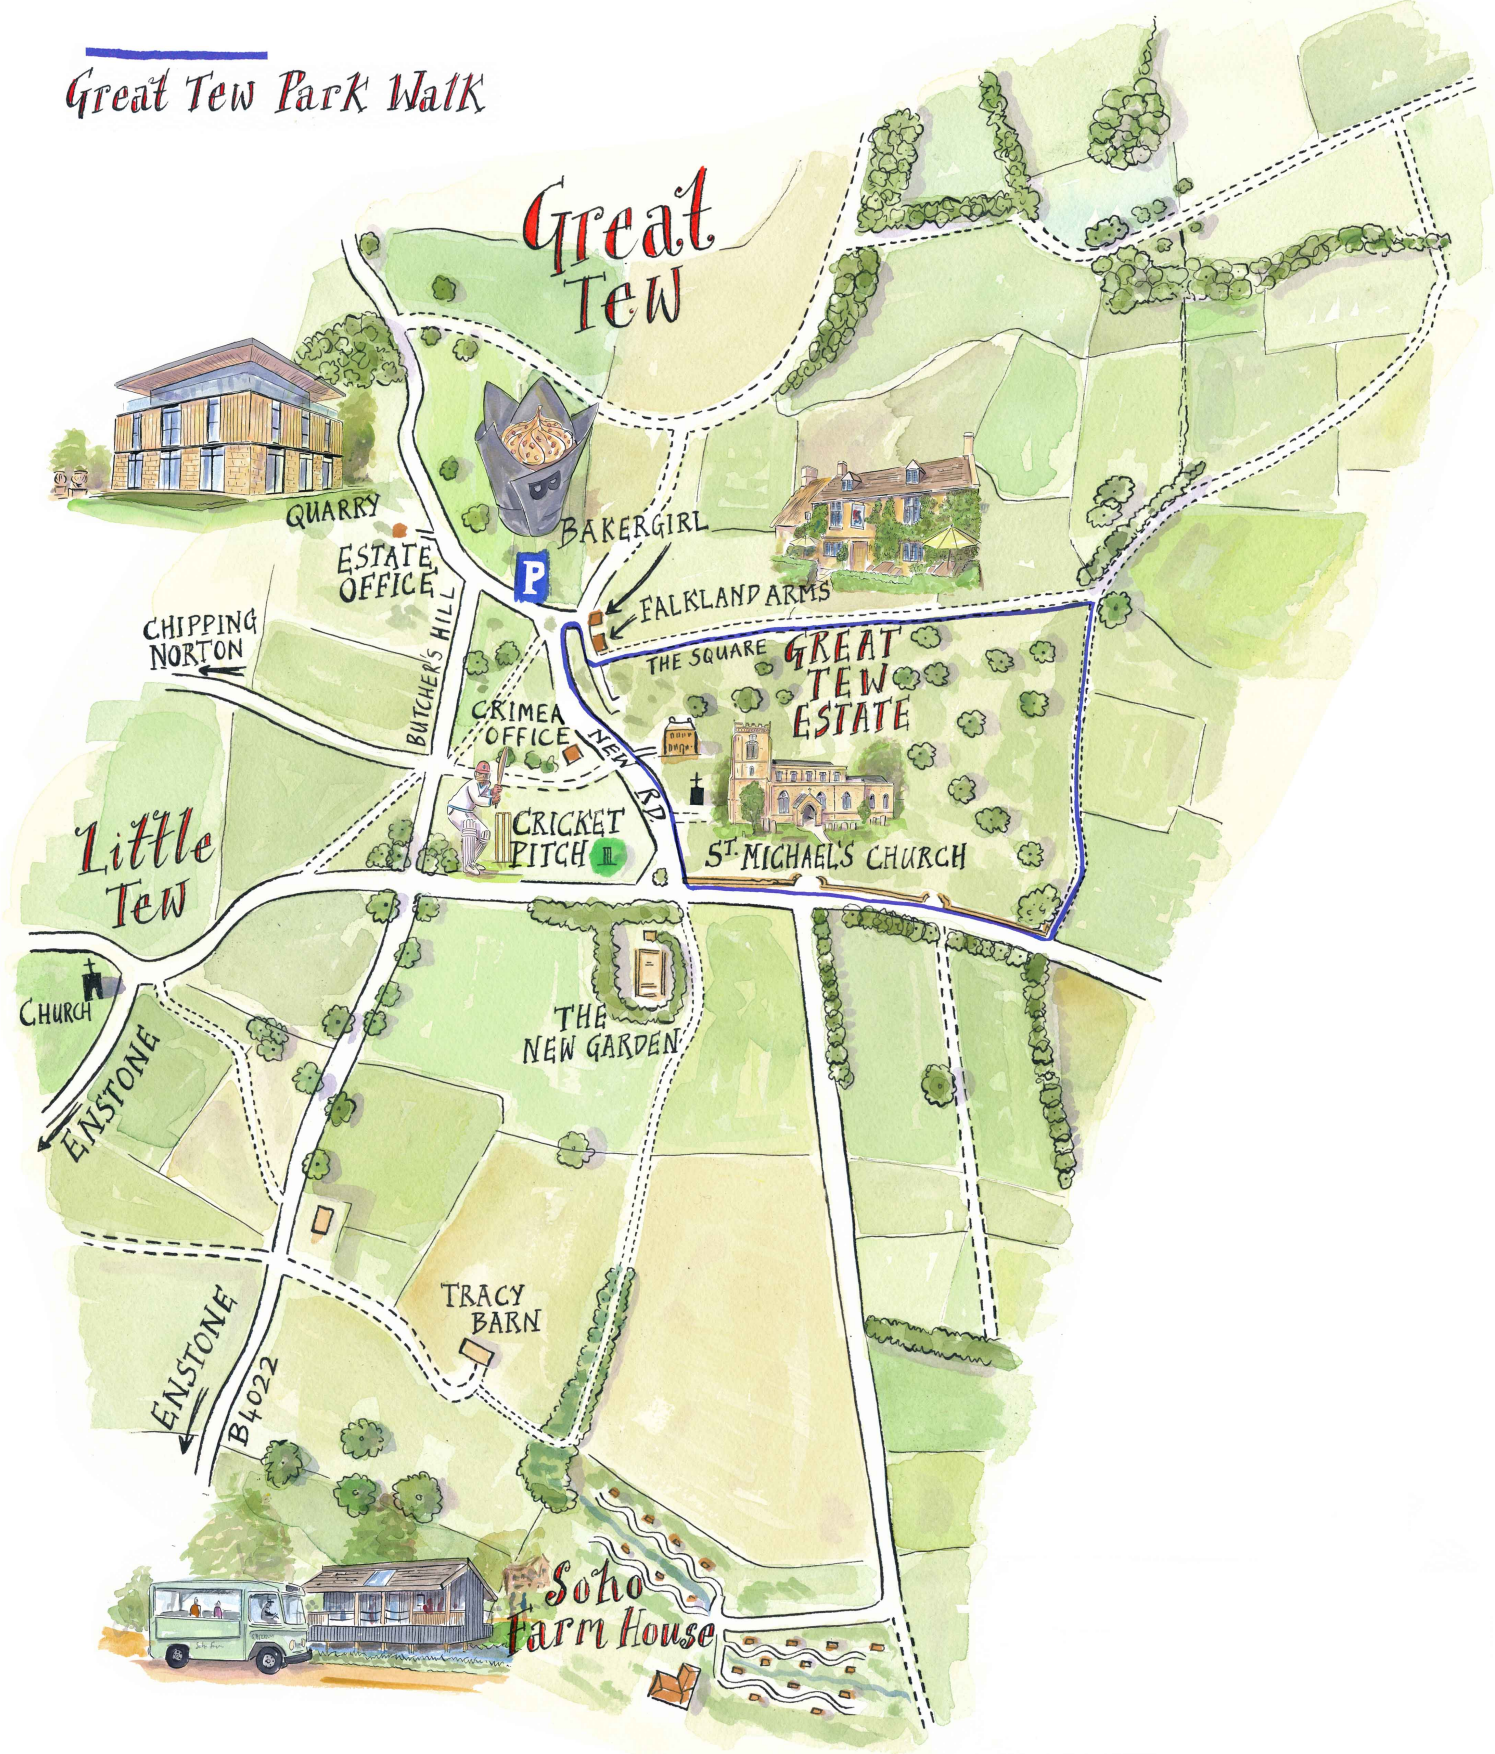 Great Tew Park Walk
Great
Tew
QUARRY
BAKERGIRL
ESTATE
OFFICE
P
FALKLAND ARMS
CHIPPING
NORTON
BUTCHERS HILL
THE SQUARE
GREAT
TEW
ESTATE
CRIMEA
OFFICE
NEW RD.
Little
Tew
CRICKET
PITCH
ST. MICHAEL'S CHURCH
CHURCH
THE
NEW GARDEN
ENSTONE
TRACY
BARN
ENSTONE
B4022
Soho
Farm House